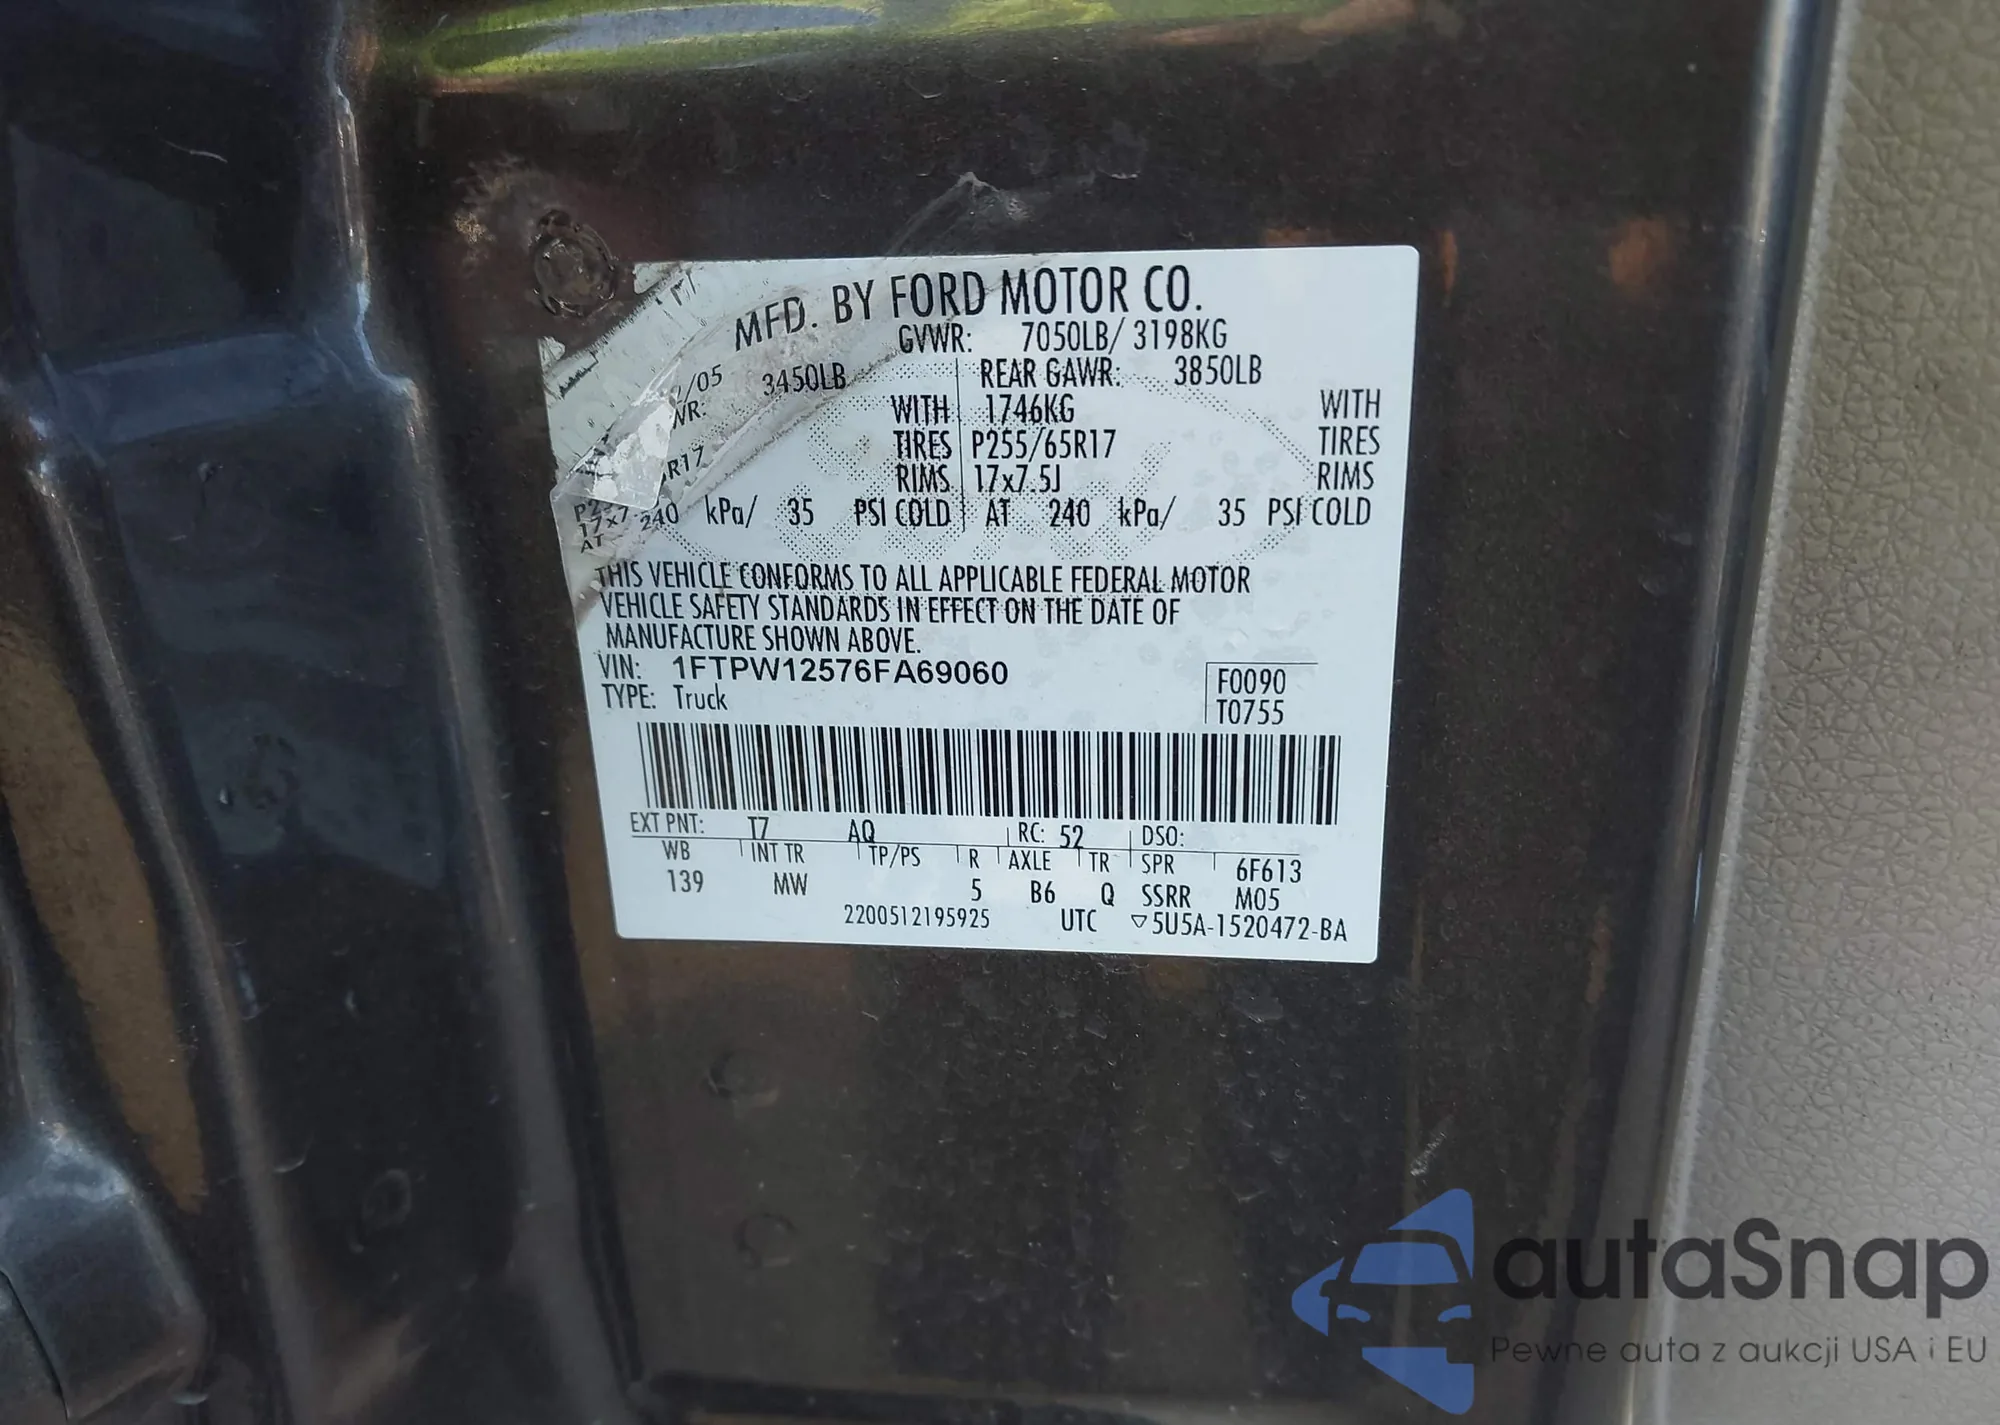 MFD. BY FORD MOTOR CO.
/05 GVWR: 7050LB/ 3198KG
WR: 3450LB REAR GAWR: 3850LB
WITH 1746KG WITH
R17 TIRES P255/65R17 TIRES
RIMS 17x7.5J RIMS
AT 240 kPa/ 35 PSI COLD AT 240 kPa/ 35 PSI COLD
THIS VEHICLE CONFORMS TO ALL APPLICABLE FEDERAL MOTOR
VEHICLE SAFETY STANDARDS IN EFFECT ON THE DATE OF
MANUFACTURE SHOWN ABOVE.
VIN: 1FTPW12576FA69060 F0090
TYPE: Truck T0755
EXT PNT: T7 AQ RC: 52 DSO:
WB INT TR TP/PS R AXLE TR SPR 6F613
139 MW 5 B6 Q SSRR M05
2200512195925 UTC ▽5U5A-1520472-BA
autaSnap
Pewne auta z aukcji USA i EU